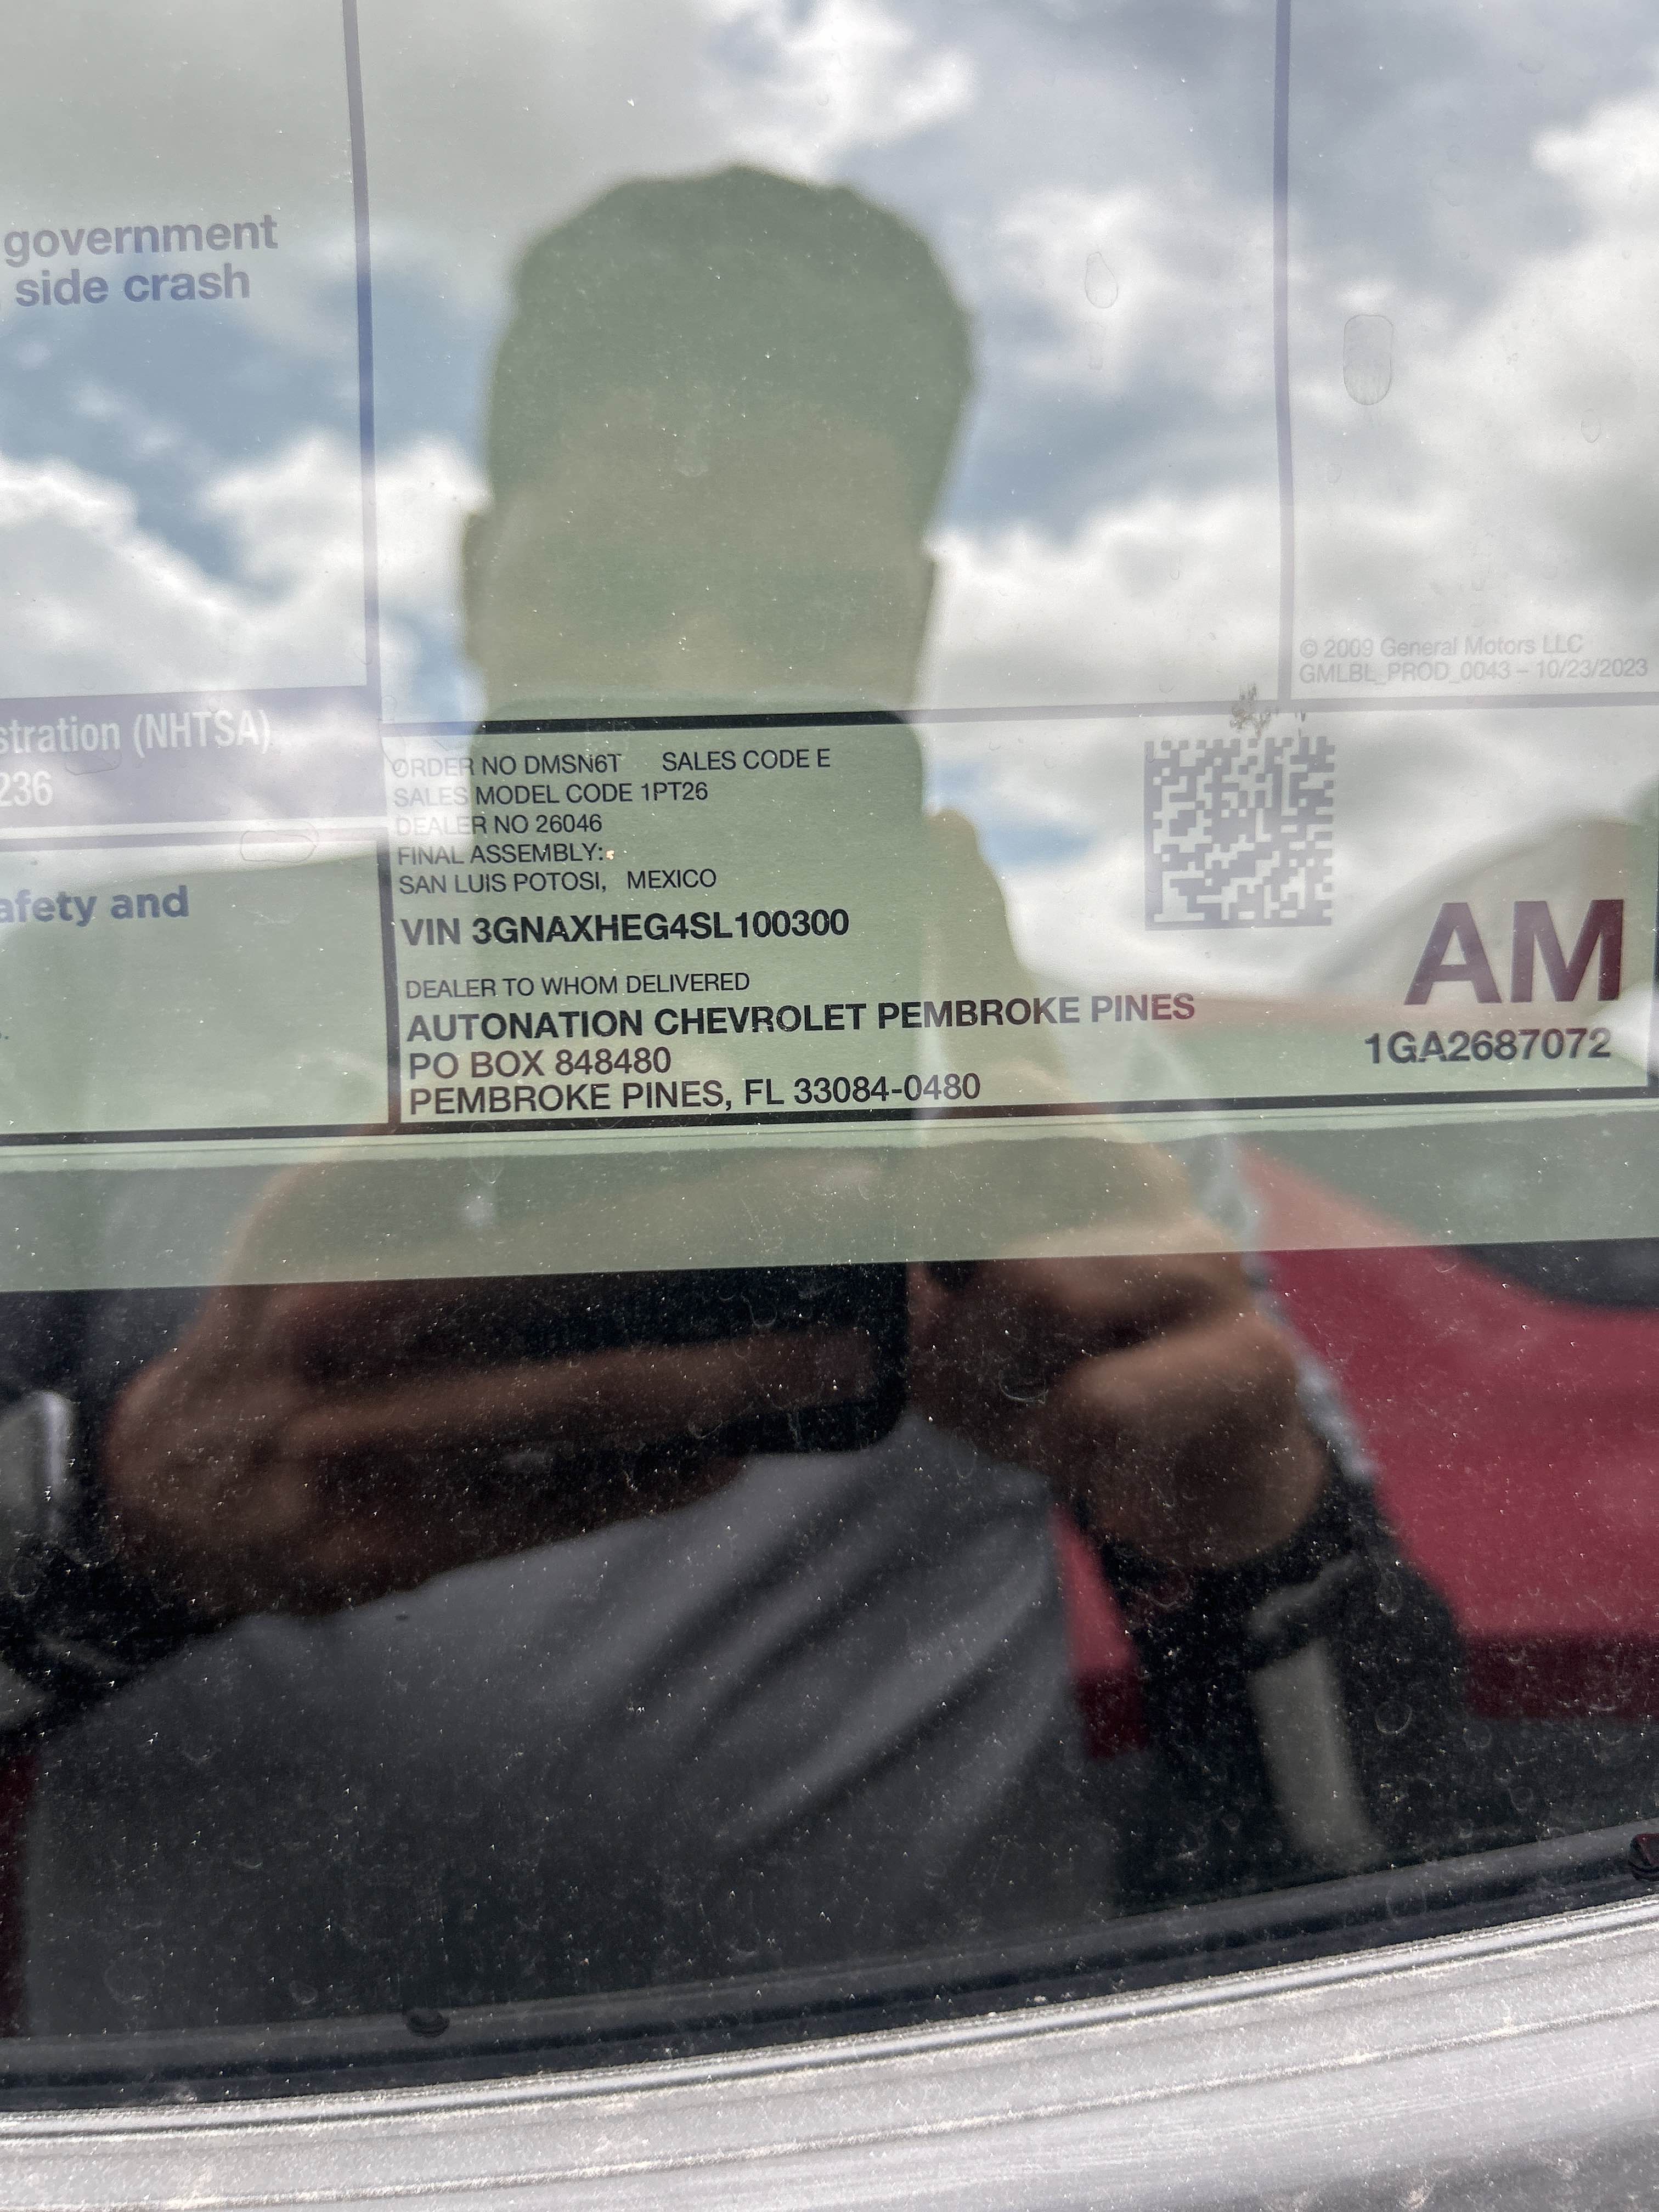 government
side crash
© 2009 General Motors LLC
GMLBL_PROD_0043 – 10/23/2023
stration (NHTSA)
236
afety and
ORDER NO DMSN6T SALES CODE E
SALES MODEL CODE 1PT26
DEALER NO 26046
FINAL ASSEMBLY:
SAN LUIS POTOSI, MEXICO
VIN 3GNAXHEG4SL100300
DEALER TO WHOM DELIVERED
AUTONATION CHEVROLET PEMBROKE PINES
PO BOX 848480
PEMBROKE PINES, FL 33084-0480
AM
1GA2687072